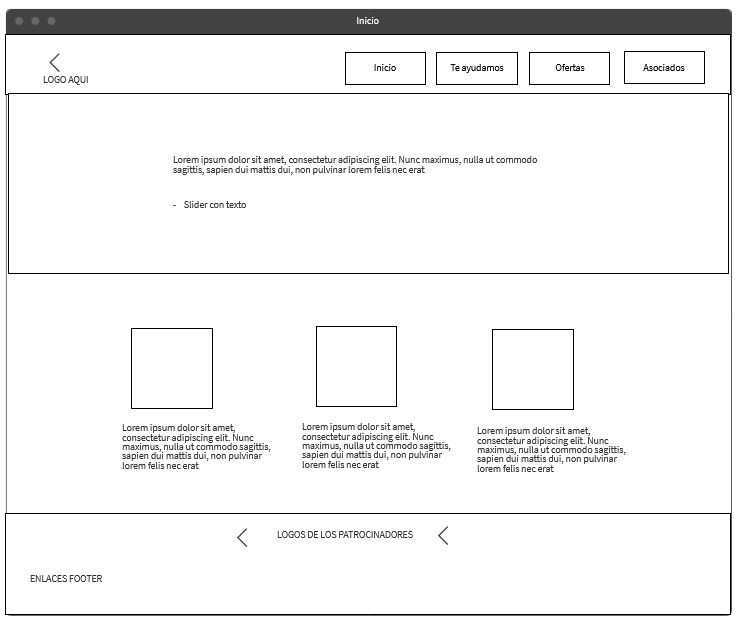 Inicio
LOGO AQUI
Inicio
Te ayudamos
Ofertas
Asociados
Lorem ipsum dolor sit amet, consectetur adipiscing elit. Nunc maximus, nulla ut commodo
sagittis, sapien dui mattis dui, non pulvinar lorem felis nec erat
- Slider con texto
Lorem ipsum dolor sit amet,
consectetur adipiscing elit. Nunc
maximus, nulla ut commodo sagittis,
sapien dui mattis dui, non pulvinar
lorem felis nec erat
Lorem ipsum dolor sit amet,
consectetur adipiscing elit. Nunc
maximus, nulla ut commodo sagittis,
sapien dui mattis dui, non pulvinar
lorem felis nec erat
Lorem ipsum dolor sit amet,
consectetur adipiscing elit. Nunc
maximus, nulla ut commodo sagittis,
sapien dui mattis dui, non pulvinar
lorem felis nec erat
LOGOS DE LOS PATROCINADORES
ENLACES FOOTER